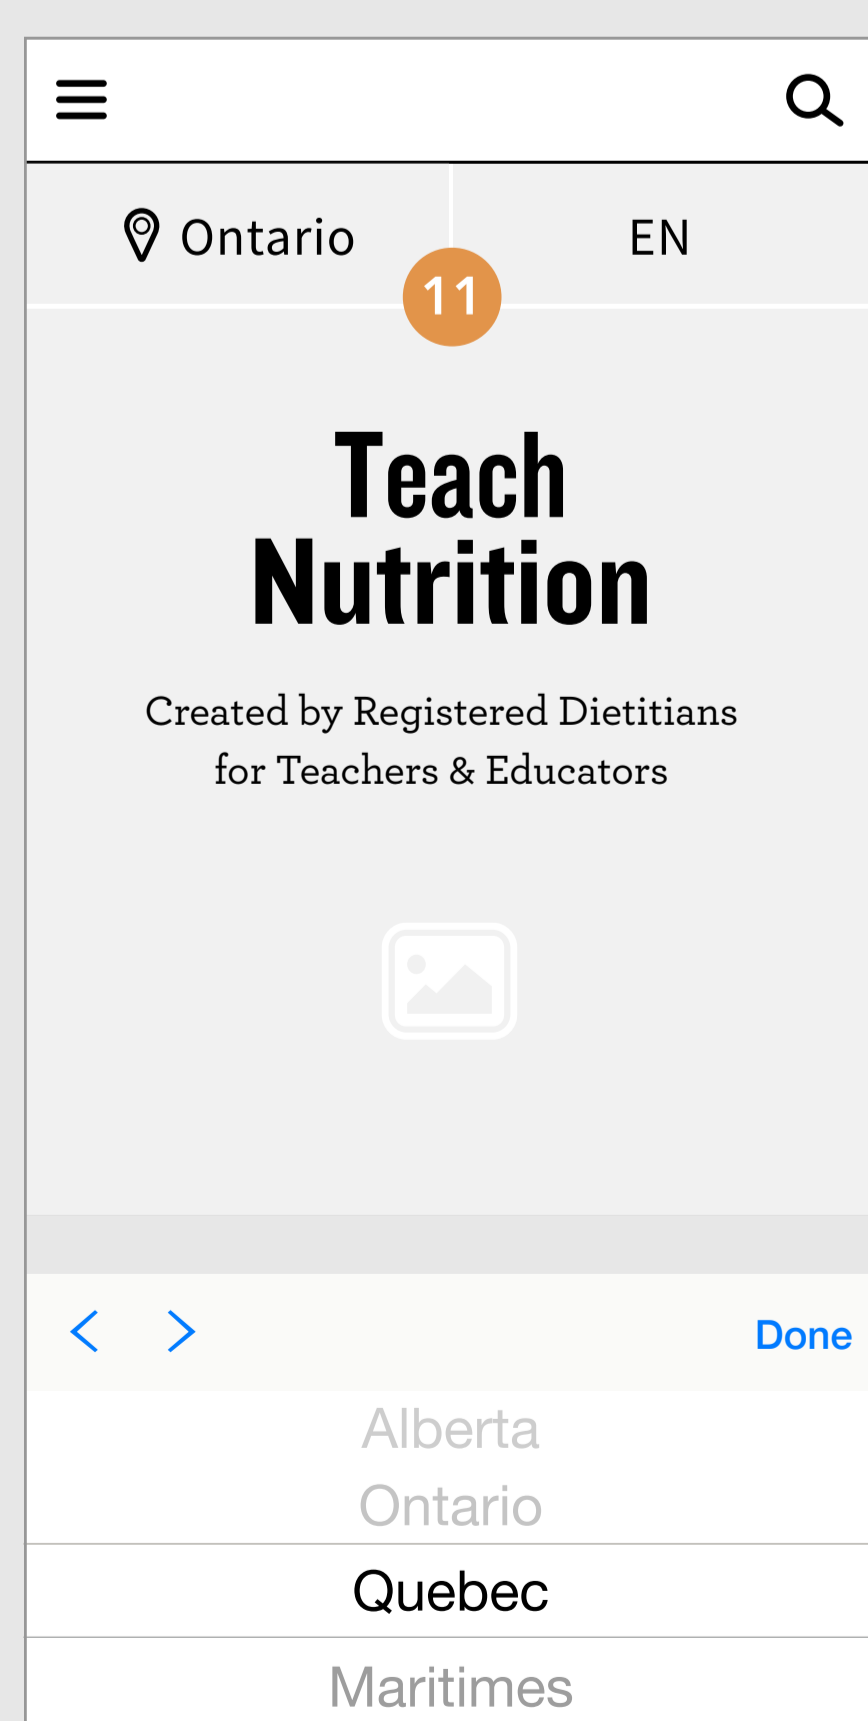 Ontario
EN
11
Teach
Nutrition
Created by Registered Dietitians
for Teachers & Educators
Done
Alberta
Ontario
Quebec
Maritimes